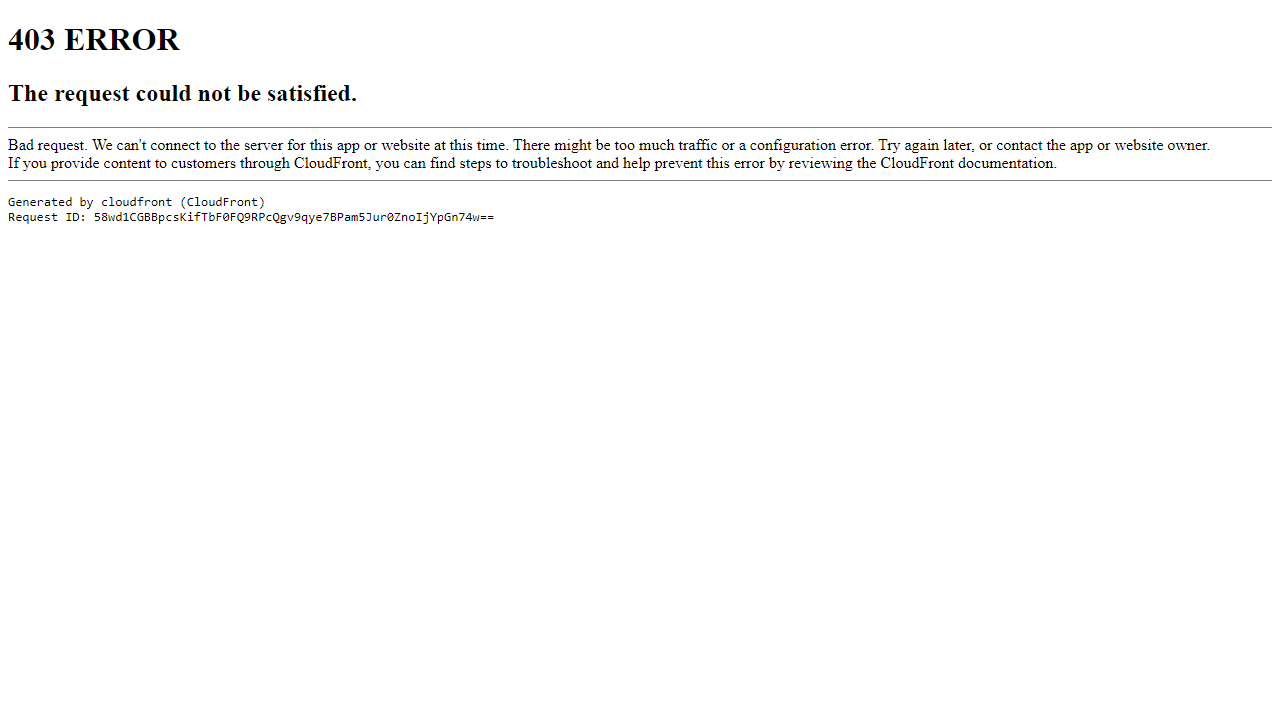 403 ERROR
The request could not be satisfied.
Bad request. We can't connect to the server for this app or website at this time. There might be too much traffic or a configuration error. Try again later, or contact the app or website owner.
If you provide content to customers through CloudFront, you can find steps to troubleshoot and help prevent this error by reviewing the CloudFront documentation.
Generated by cloudfront (CloudFront)
Request ID: 58wd1CGBBpcsKifTbF0FQ9RPcQgv9qye7BPam5Jur0ZnoIjYpGn74w==